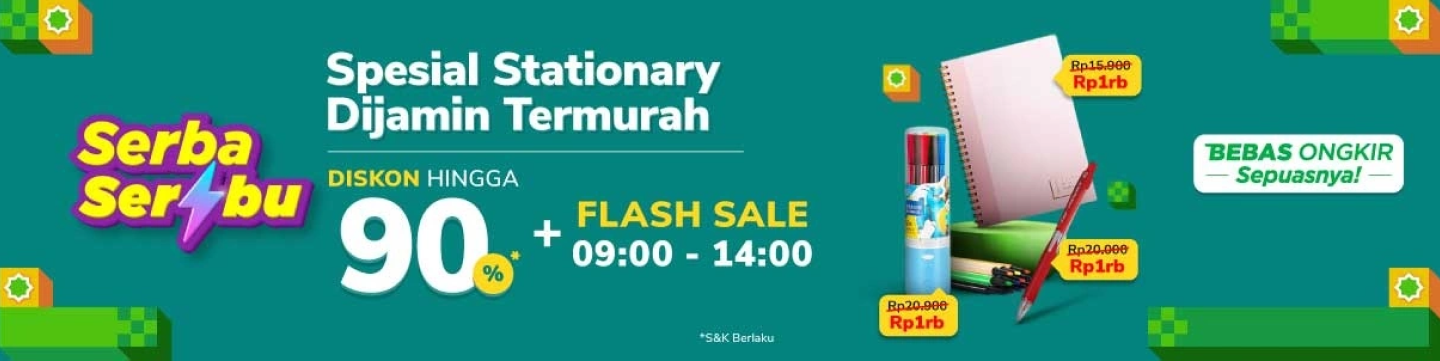 Serba
Seribu
Spesial Stationary
Dijamin Termurah
DISKON HINGGA
90%*
+
FLASH SALE
09:00 - 14:00
*S&K Berlaku
Rp15.900
Rp1rb
Rp20.000
Rp1rb
Rp20.900
Rp1rb
BEBAS ONGKIR
Sepuasnya!